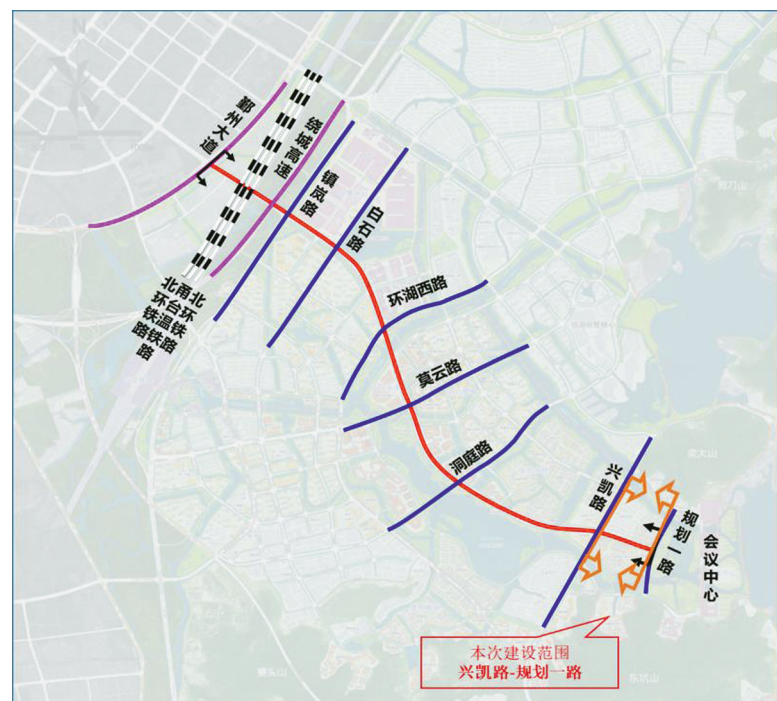 鄞州大道
绕城高速
镇岚路
白石路
北环铁路
甬台温铁路
北环铁路
环湖西路
莫云路
洞庭路
兴凯路
规划一路
会议中心
东坑山
本次建设范围
兴凯路-规划一路